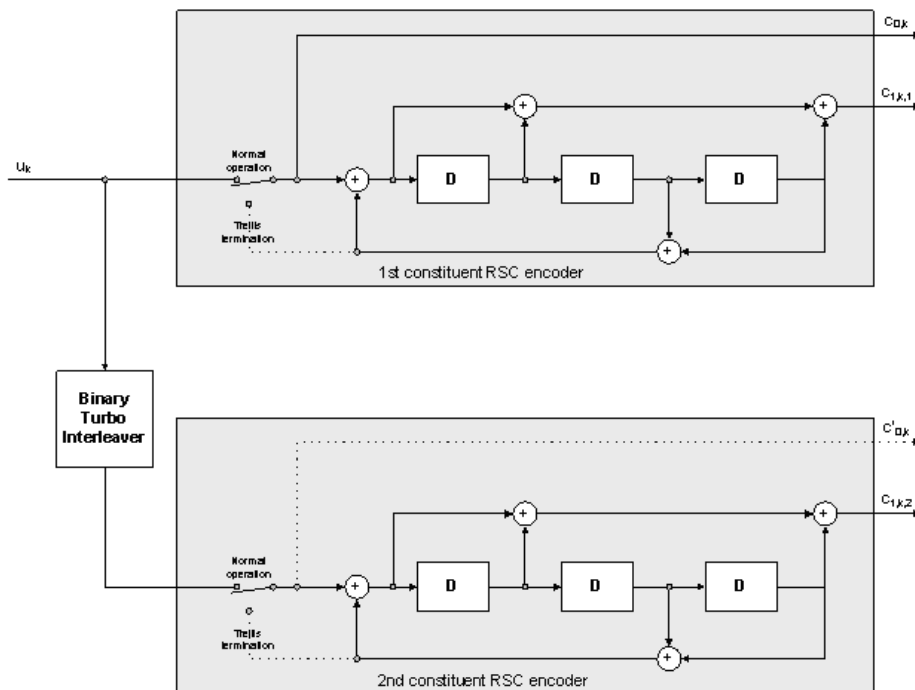 C0,k
C1,k,1
uk
Normal
operation
+
+
+
D
D
D
Trellis
termination
+
1st constituent RSC encoder
Binary
Turbo
Interleaver
C'0,k
C1,k,2
Normal
operation
+
+
+
D
D
D
Trellis
termination
+
2nd constituent RSC encoder